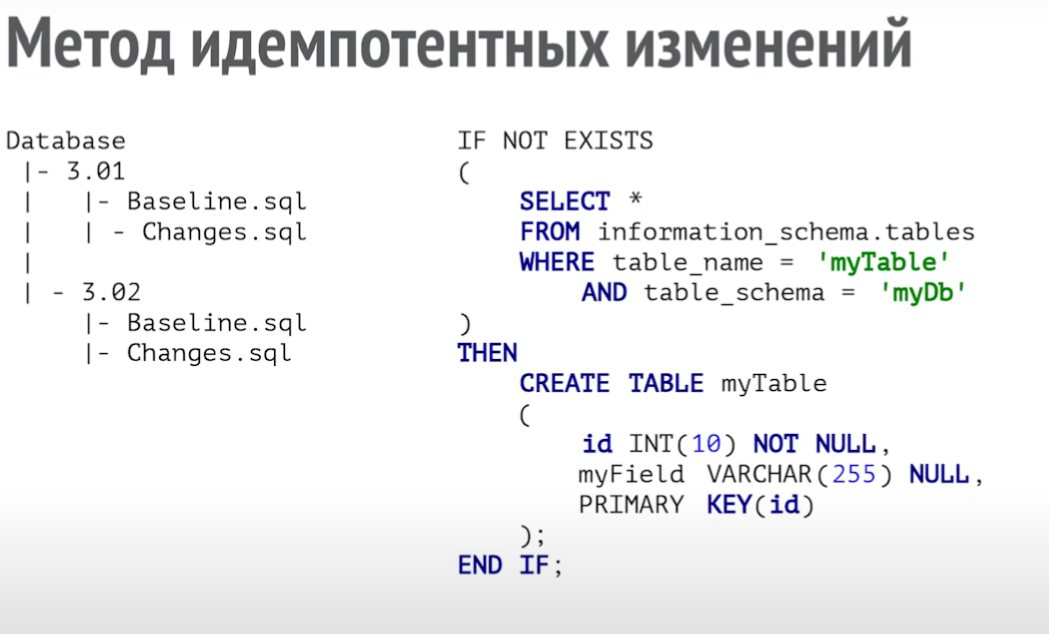 Метод идемпотентных изменений
Database
|- 3.01
|   |- Baseline.sql
|   | - Changes.sql
|
| - 3.02
    |- Baseline.sql
    |- Changes.sql
IF NOT EXISTS
(
    SELECT *
    FROM information_schema.tables
    WHERE table_name = 'myTable'
        AND table_schema = 'myDb'
)
THEN
    CREATE TABLE myTable
    (
        id INT(10) NOT NULL,
        myField VARCHAR(255) NULL,
        PRIMARY KEY(id)
    );
END IF;